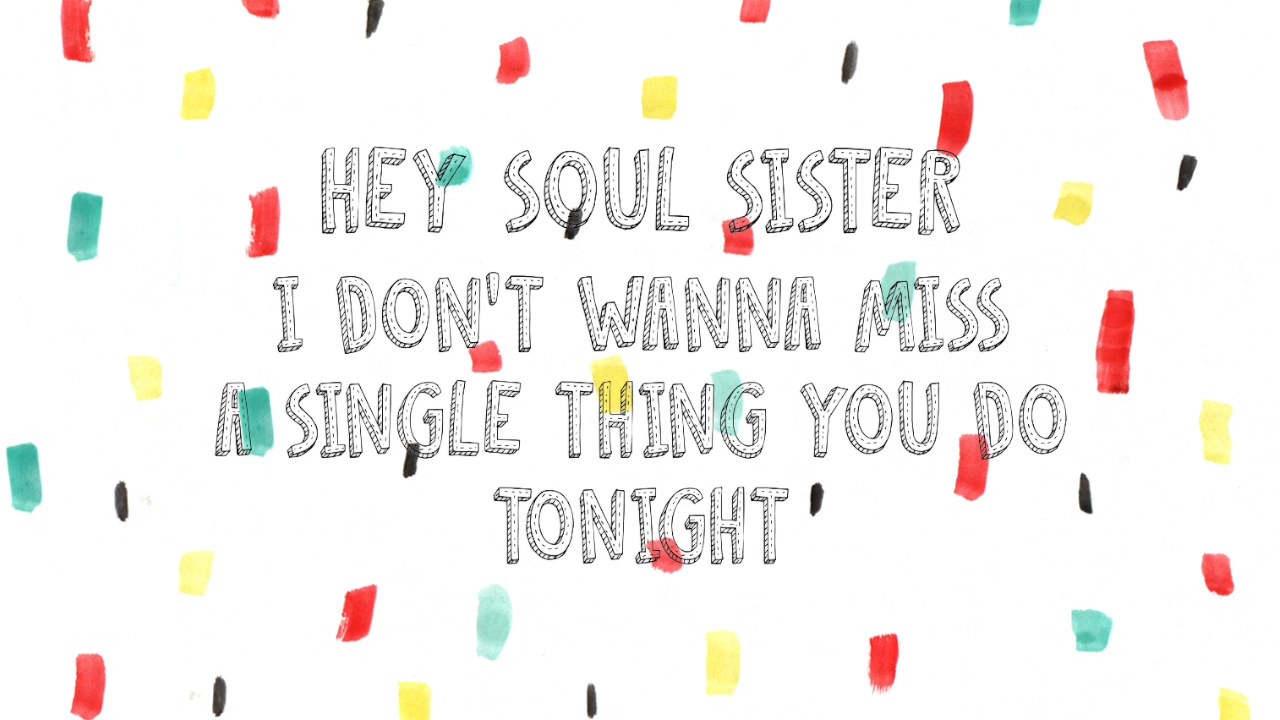 HEY SOUL SISTER
I DON'T WANNA MISS
A SINGLE THING YOU DO
TONIGHT